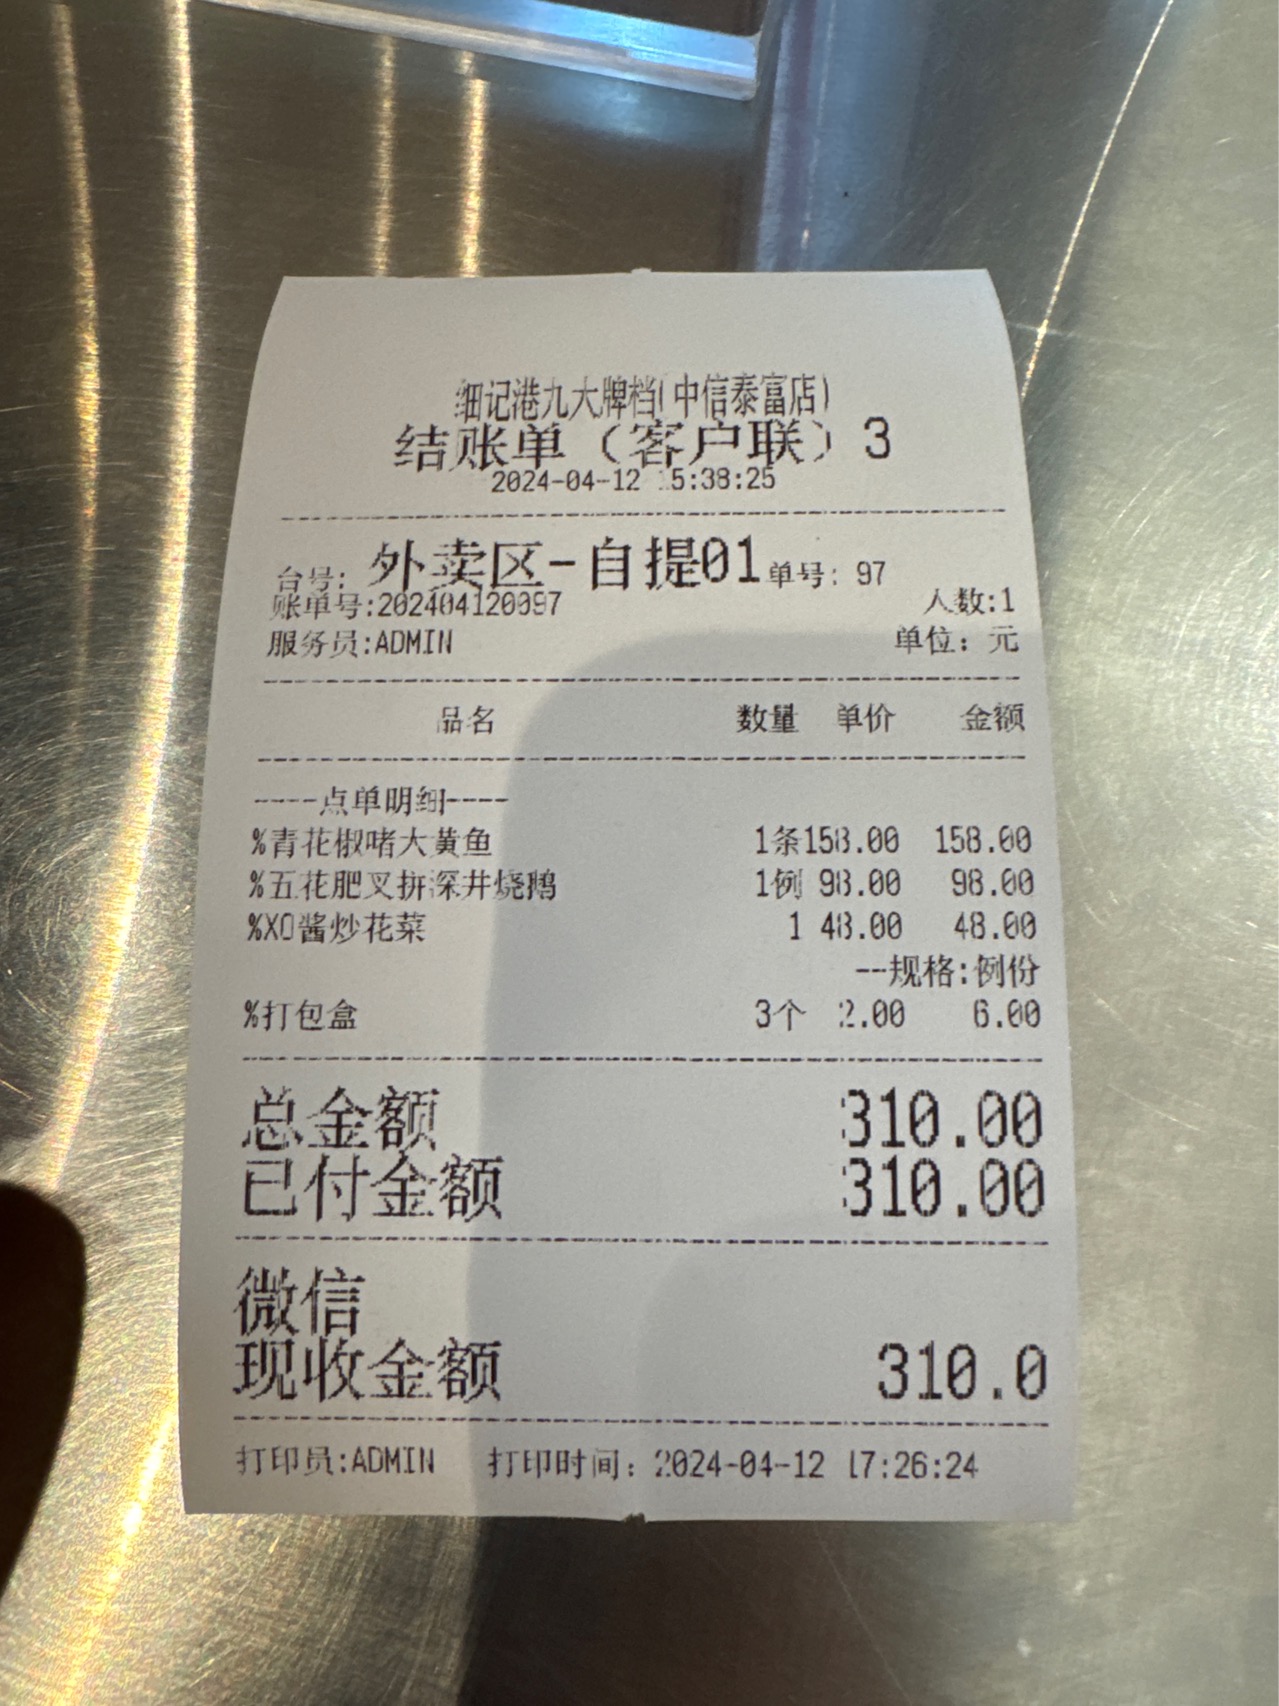 细记港九大牌档(中信泰富店)
结账单（客户联）3
2024-04-12 15:38:25
台号: 外卖区-自提01 单号: 97
账单号:202404120097 人数:1
服务员:ADMIN 单位: 元
品名 数量 单价 金额
----点单明细----
%青花椒啫大黄鱼 1条 158.00 158.00
%五花肥叉拼深井烧鹅 1例 98.00 98.00
%XO酱炒花菜 1 48.00 48.00
--规格:例份
%打包盒 3个 2.00 6.00
总金额 310.00
已付金额 310.00
微信
现收金额 310.0
打印员:ADMIN 打印时间: 2024-04-12 17:26:24